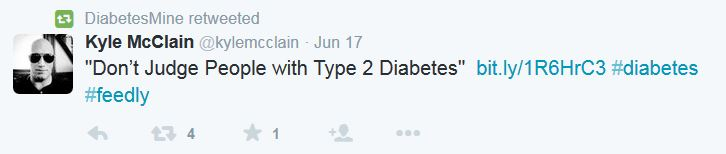 DiabetesMine retweeted
Kyle McClain @kylemcclain · Jun 17
"Don't Judge People with Type 2 Diabetes" bit.ly/1R6HrC3 #diabetes
#feedly
4 1